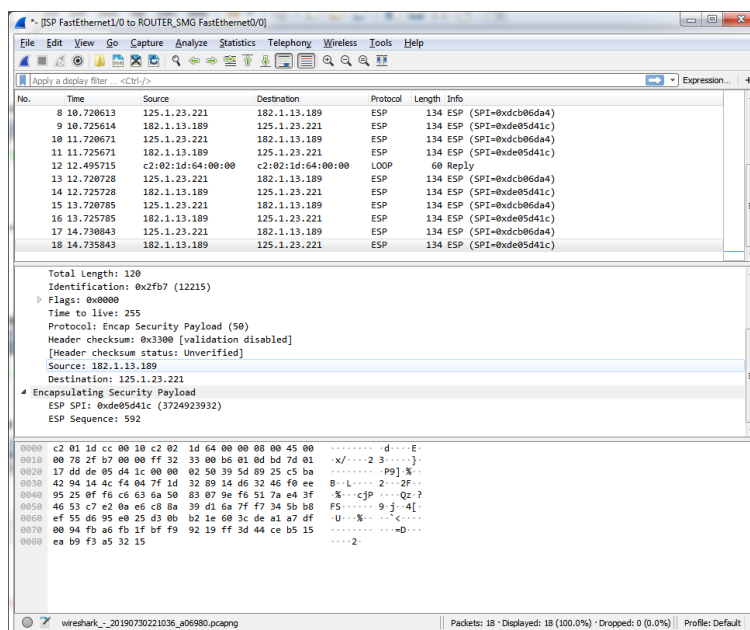 *- [ISP FastEthernet1/0 to ROUTER_SMG FastEthernet0/0]
File Edit View Go Capture Analyze Statistics Telephony Wireless Tools Help
Apply a display filter ... <Ctrl-/> Expression... +
No. Time Source Destination Protocol Length Info
8 10.720613 125.1.23.221 182.1.13.189 ESP 134 ESP (SPI=0xdcb06da4)
9 10.725614 182.1.13.189 125.1.23.221 ESP 134 ESP (SPI=0xde05d41c)
10 11.720671 125.1.23.221 182.1.13.189 ESP 134 ESP (SPI=0xdcb06da4)
11 11.725671 182.1.13.189 125.1.23.221 ESP 134 ESP (SPI=0xde05d41c)
12 12.495715 c2:02:1d:64:00:00 c2:02:1d:64:00:00 LOOP 60 Reply
13 12.720728 125.1.23.221 182.1.13.189 ESP 134 ESP (SPI=0xdcb06da4)
14 12.725728 182.1.13.189 125.1.23.221 ESP 134 ESP (SPI=0xde05d41c)
15 13.720785 125.1.23.221 182.1.13.189 ESP 134 ESP (SPI=0xdcb06da4)
16 13.725785 182.1.13.189 125.1.23.221 ESP 134 ESP (SPI=0xde05d41c)
17 14.730843 125.1.23.221 182.1.13.189 ESP 134 ESP (SPI=0xdcb06da4)
18 14.735843 182.1.13.189 125.1.23.221 ESP 134 ESP (SPI=0xde05d41c)
Total Length: 120
Identification: 0x2fb7 (12215)
Flags: 0x0000
Time to live: 255
Protocol: Encap Security Payload (50)
Header checksum: 0x3300 [validation disabled]
[Header checksum status: Unverified]
Source: 182.1.13.189
Destination: 125.1.23.221
Encapsulating Security Payload
ESP SPI: 0xde05d41c (3724923932)
ESP Sequence: 592
0000 c2 01 1d cc 00 10 c2 02 1d 64 00 00 08 00 45 00 ········ ·d····E·
0010 00 78 2f b7 00 00 ff 32 33 00 b6 01 0d bd 7d 01 ·x/····2 3·····}·
0020 17 dd de 05 d4 1c 00 00 02 50 39 5d 89 25 c5 ba ········ ·P9]·%··
0030 42 94 14 4c f4 04 7f 1d 32 89 14 d6 32 46 f0 ee B··L···· 2···2F··
0040 95 25 0f f6 c6 63 6a 50 83 07 9e f6 51 7a e4 3f ·%···cjP ····Qz·?
0050 46 53 c7 e2 0a e6 c8 8a 39 d1 6a 7f f7 34 5b b8 FS······ 9·j··4[·
0060 ef 55 d6 95 e0 25 d3 0b b2 1e 60 3c de a1 a7 df ·U···%·· ··`<····
0070 00 94 fb a6 fb 1f bf f9 92 19 ff 3d 44 ce b5 15 ········ ···=D···
0080 ea b9 f3 a5 32 15 ····2·
wireshark_-_20190730221036_a06980.pcapng Packets: 18 · Displayed: 18 (100.0%) · Dropped: 0 (0.0%) Profile: Default